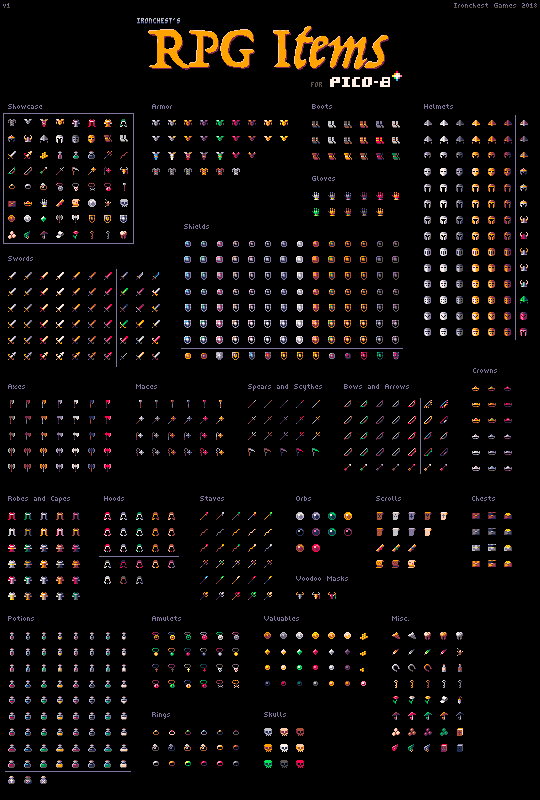 v1
Ironchest Games 2018
IRONCHEST'S
RPG Items
FOR PICO-8
Showcase
Armor
Boots
Helmets
Gloves
Shields
Swords
Crowns
Axes
Maces
Spears and Scythes
Bows and Arrows
Robes and Capes
Hoods
Staves
Orbs
Scrolls
Chests
Voodoo Masks
Potions
Amulets
Valuables
Misc.
Rings
Skulls